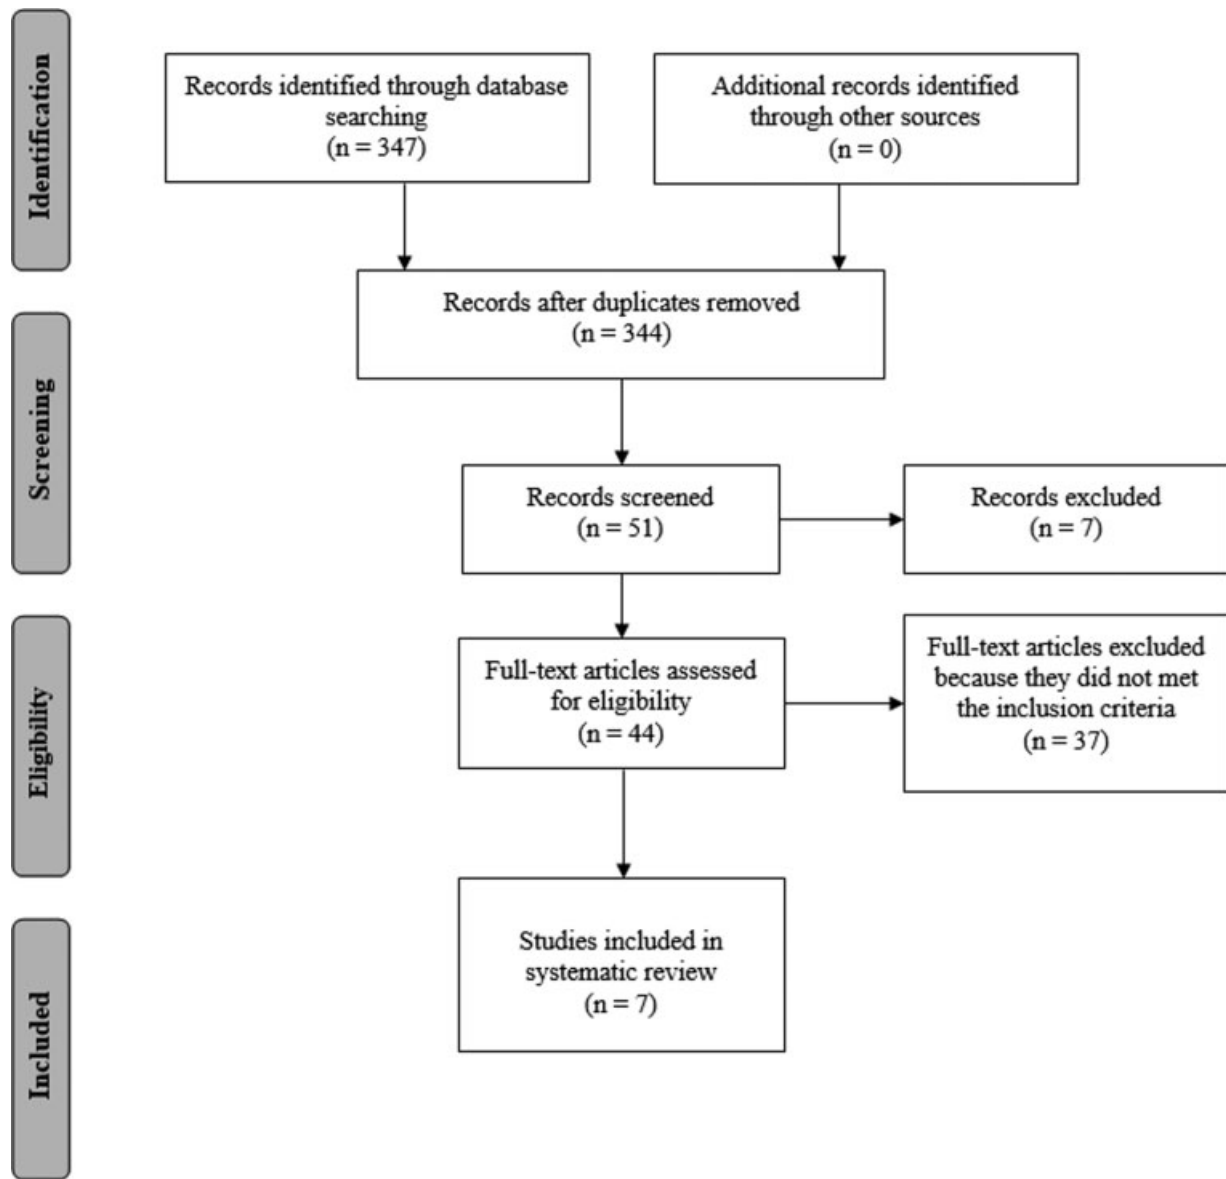 Identification
Records identified through database
searching
(n = 347)
Additional records identified
through other sources
(n = 0)
Records after duplicates removed
(n = 344)
Screening
Records screened
(n = 51)
Records excluded
(n = 7)
Eligibility
Full-text articles assessed
for eligibility
(n = 44)
Full-text articles excluded
because they did not met
the inclusion criteria
(n = 37)
Included
Studies included in
systematic review
(n = 7)